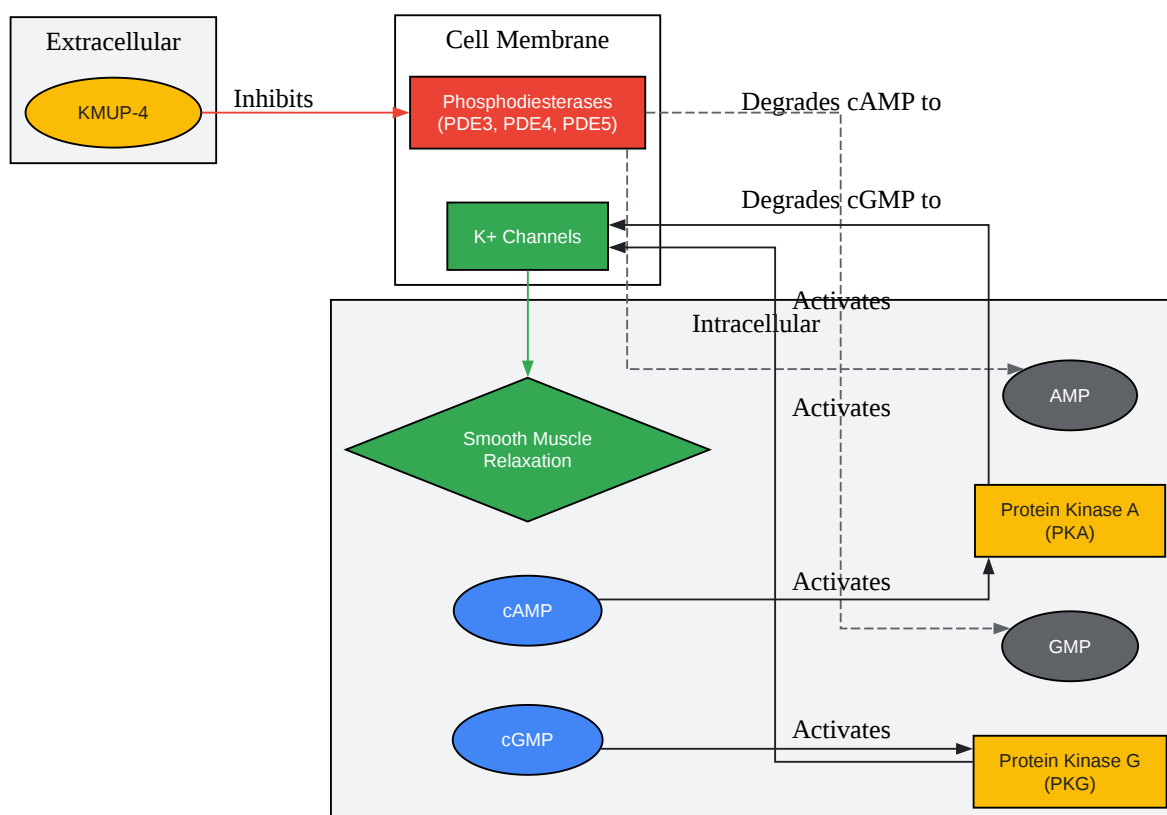 Extracellular
Cell Membrane
KMUP-4
Inhibits
Phosphodiesterases
(PDE3, PDE4, PDE5)
Degrades cAMP to
Degrades cGMP to
K+ Channels
Activates
Intracellular
AMP
Activates
Smooth Muscle
Relaxation
Protein Kinase A
(PKA)
Activates
cAMP
GMP
Activates
cGMP
Protein Kinase G
(PKG)